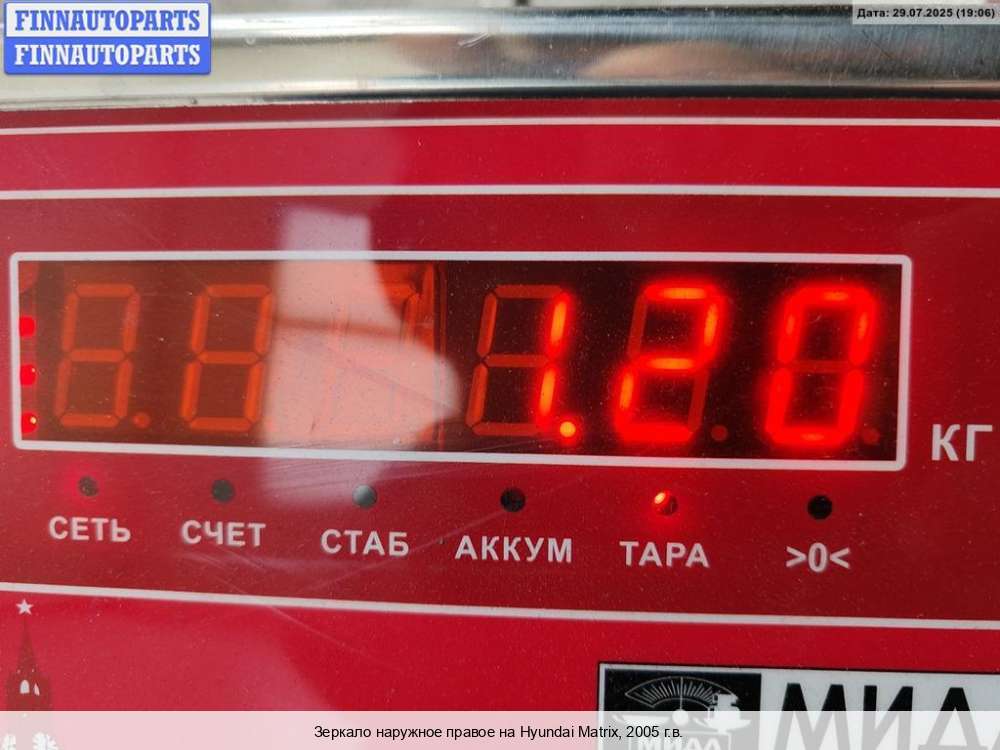 FINNAUTOPARTS
FINNAUTOPARTS
Дата: 29.07.2025 (19:06)
1.20
КГ
СЕТЬ СЧЕТ СТАБ АККУМ ТАРА >0<
МИДЛ
Зеркало наружное правое на Hyundai Matrix, 2005 г.в.